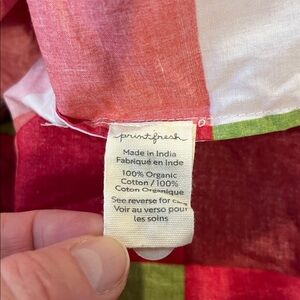 printfresh
Made in India
Fabriqué en Inde
100% Organic
Cotton / 100%
Coton Organique
See reverse for care
Voir au verso pour
les soins